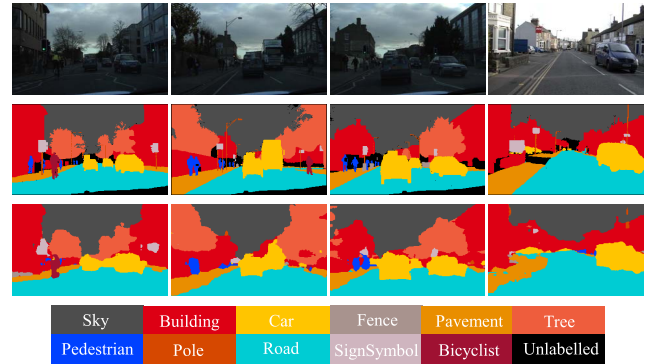 Sky Building Car Fence Pavement Tree
Pedestrian Pole Road SignSymbol Bicyclist Unlabelled